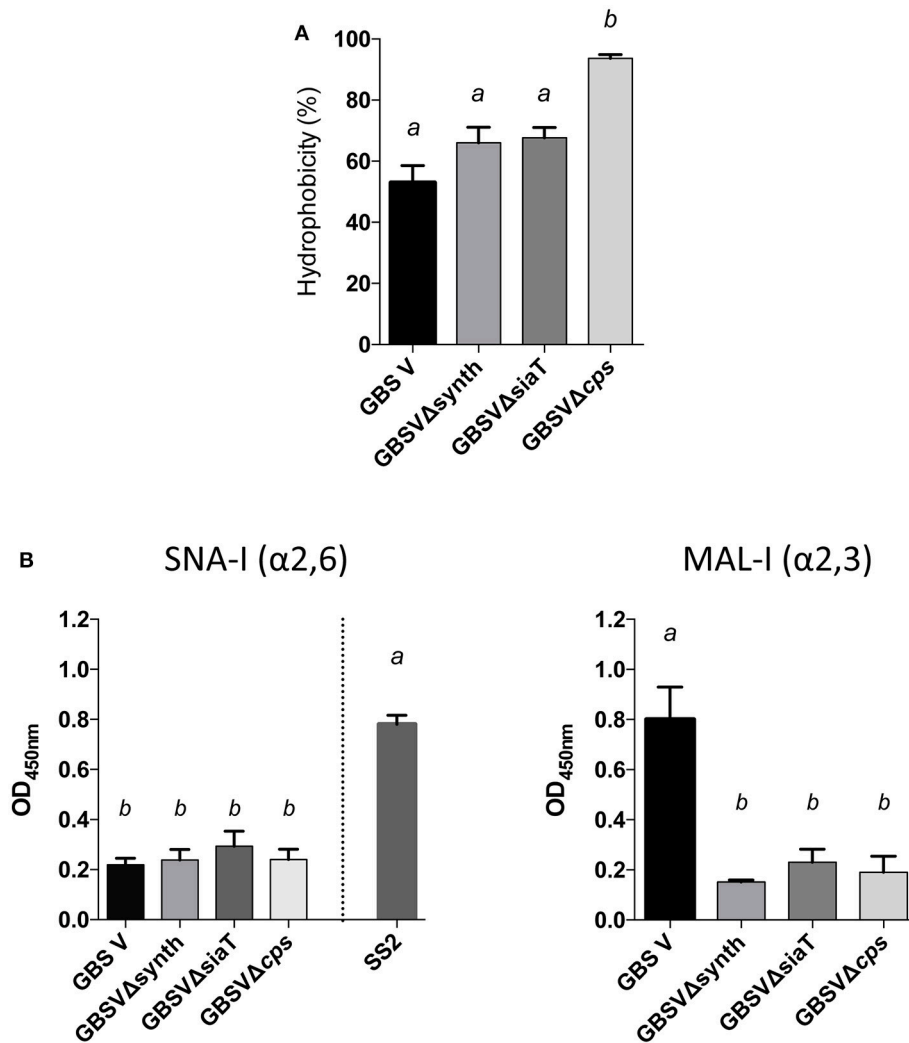 A
Hydrophobicity (%)
100
80
60
40
20
0
a
a
a
b
GBS V
GBSVΔsynth
GBSVΔsiaT
GBSVΔcps
B
SNA-I (α2,6)
OD450nm
1.2
1.0
0.8
0.6
0.4
0.2
0.0
b
b
b
b
a
GBS V
GBSVΔsynth
GBSVΔsiaT
GBSVΔcps
SS2
MAL-I (α2,3)
OD450nm
1.2
1.0
0.8
0.6
0.4
0.2
0.0
a
b
b
b
GBS V
GBSVΔsynth
GBSVΔsiaT
GBSVΔcps